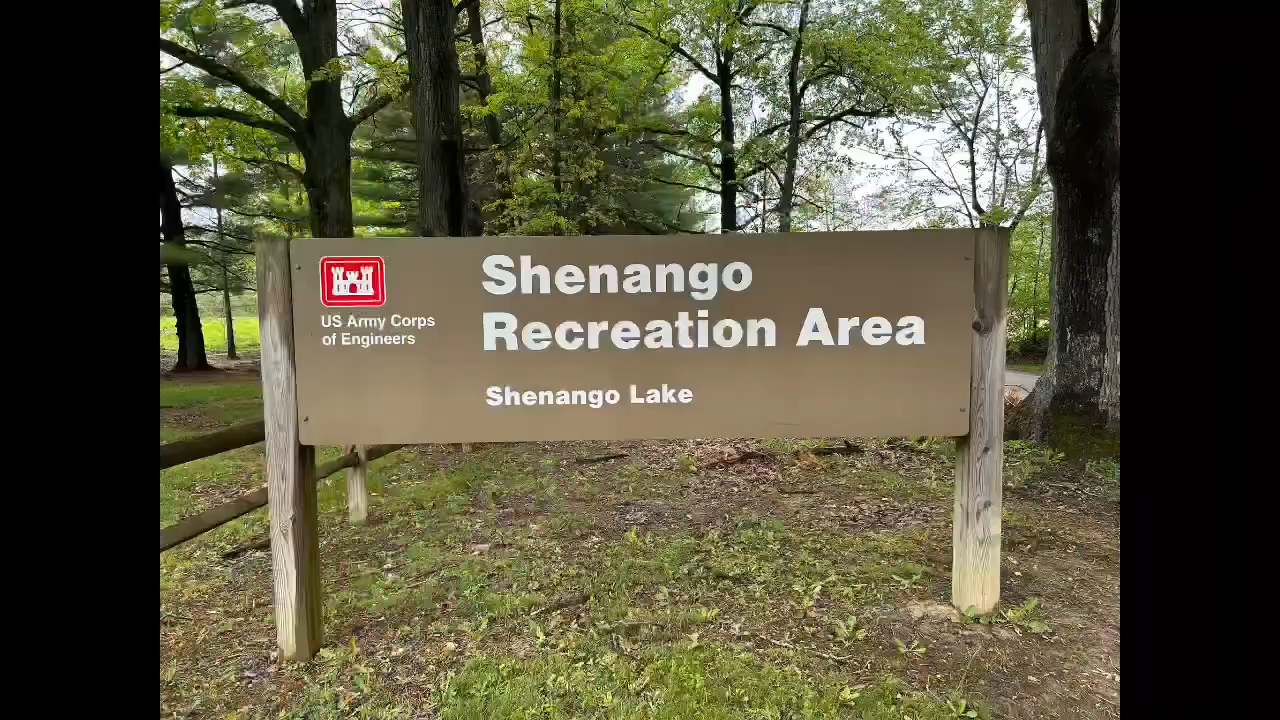 US Army Corps
of Engineers
Shenango
Recreation Area
Shenango Lake